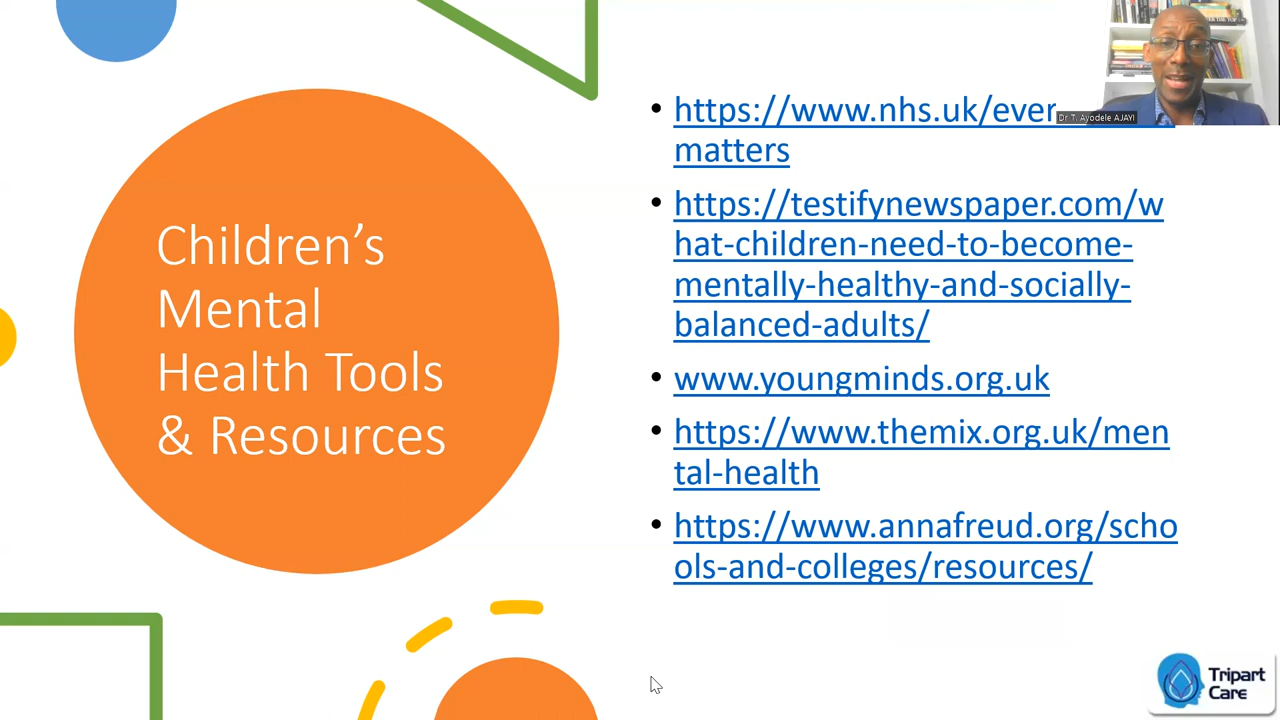 Children's
Mental
Health Tools
& Resources
• https://www.nhs.uk/ever
matters
• https://testifynewspaper.com/w
hat-children-need-to-become-
mentally-healthy-and-socially-
balanced-adults/
• www.youngminds.org.uk
• https://www.themix.org.uk/men
tal-health
• https://www.annafreud.org/scho
ols-and-colleges/resources/
Dr T. Ayodele AJAYI
Tripart
Care